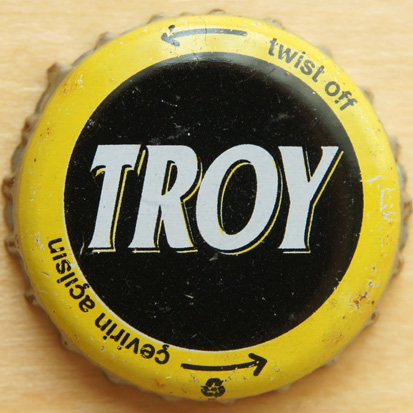 twist off
TROY
çevirin açılsın